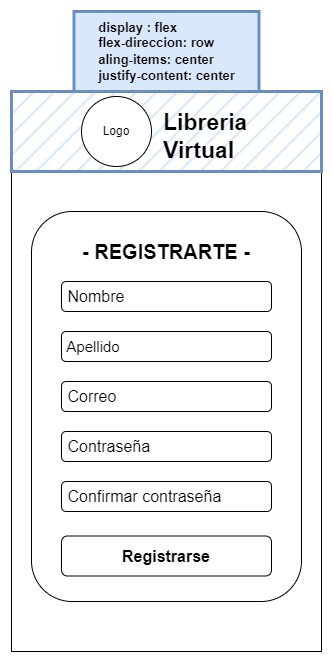 display : flex
flex-direccion: row
aling-items: center
justify-content: center
Logo
Libreria
Virtual
- REGISTRARTE -
Nombre
Apellido
Correo
Contraseña
Confirmar contraseña
Registrarse